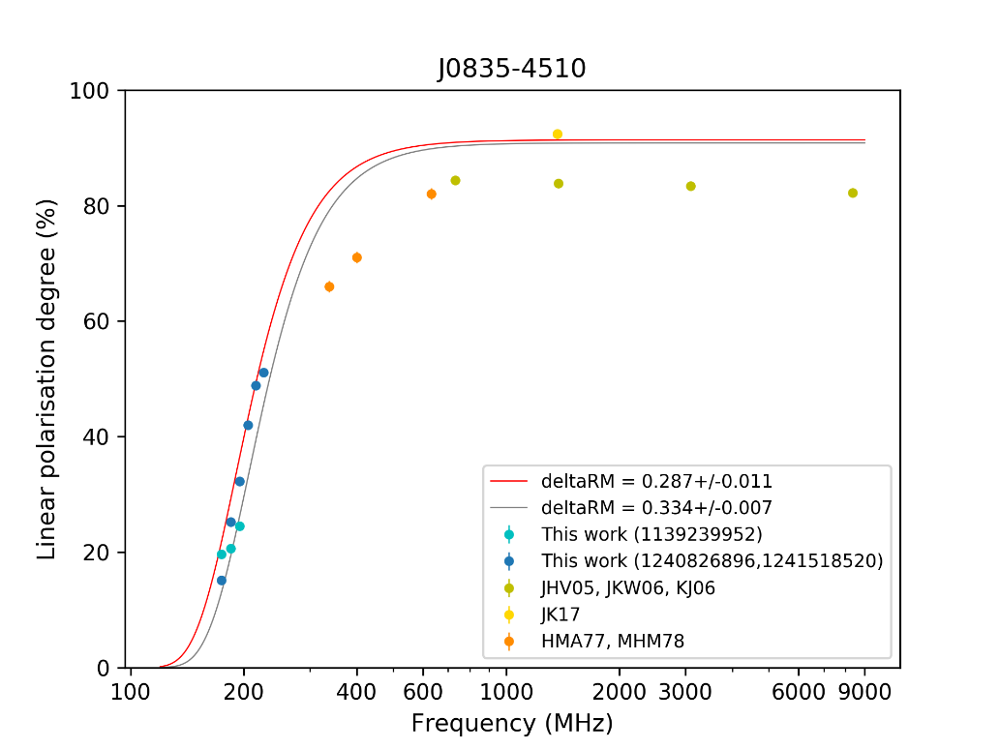 J0835-4510
Linear polarisation degree (%)
100
80
60
40
20
0
deltaRM = 0.287+/-0.011
deltaRM = 0.334+/-0.007
This work (1139239952)
This work (1240826896,1241518520)
JHV05, JKW06, KJ06
JK17
HMA77, MHM78
100 200 400 600 1000 2000 3000 6000 9000
Frequency (MHz)